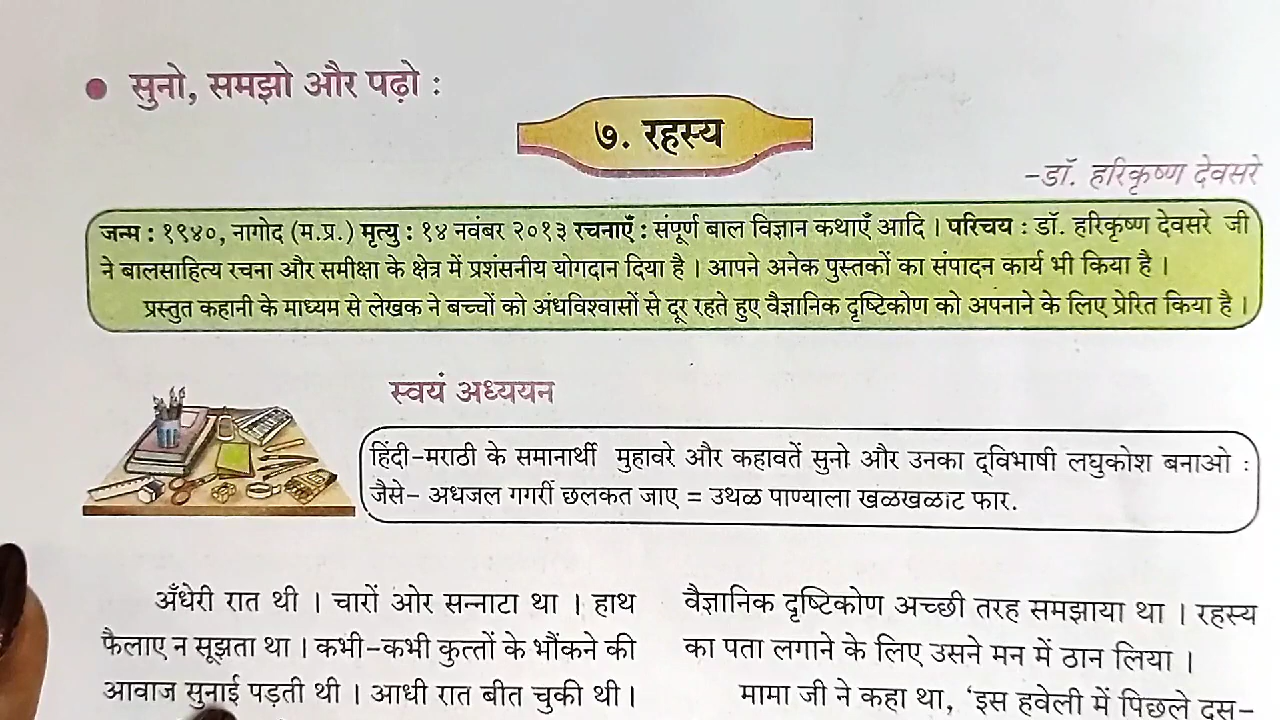 ● सुनो, समझो और पढ़ो :
७. रहस्य
-डॉ. हरिकृष्ण देवसरे
जन्म : १९४०, नागोद (म.प्र.) मृत्यु : १४ नवंबर २०१३ रचनाएँ : संपूर्ण बाल विज्ञान कथाएँ आदि । परिचय : डॉ. हरिकृष्ण देवसरे जी
ने बालसाहित्य रचना और समीक्षा के क्षेत्र में प्रशंसनीय योगदान दिया है । आपने अनेक पुस्तकों का संपादन कार्य भी किया है ।
प्रस्तुत कहानी के माध्यम से लेखक ने बच्चों को अंधविश्वासों से दूर रहते हुए वैज्ञानिक दृष्टिकोण को अपनाने के लिए प्रेरित किया है ।
स्वयं अध्ययन
हिंदी-मराठी के समानार्थी मुहावरे और कहावतें सुनो और उनका द्विभाषी लघुकोश बनाओ :
जैसे- अधजल गगरी छलकत जाए = उथळ पाण्याला खळखळाट फार.
अँधेरी रात थी । चारों ओर सन्नाटा था । हाथ
फैलाए न सूझता था । कभी-कभी कुत्तों के भौंकने की
आवाज सुनाई पड़ती थी । आधी रात बीत चुकी थी ।
वैज्ञानिक दृष्टिकोण अच्छी तरह समझाया था । रहस्य
का पता लगाने के लिए उसने मन में ठान लिया ।
मामा जी ने कहा था, ‘इस हवेली में पिछले दस-